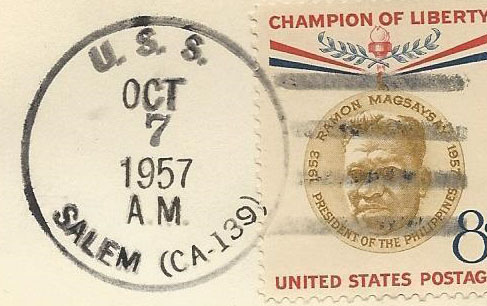 U. S. S.
OCT
7
1957
A.M.
SALEM (CA-139)
CHAMPION OF LIBERTY
1953 RAMON MAGSAYSAY 1957
PRESIDENT OF THE PHILIPPINES
8
UNITED STATES POSTAG